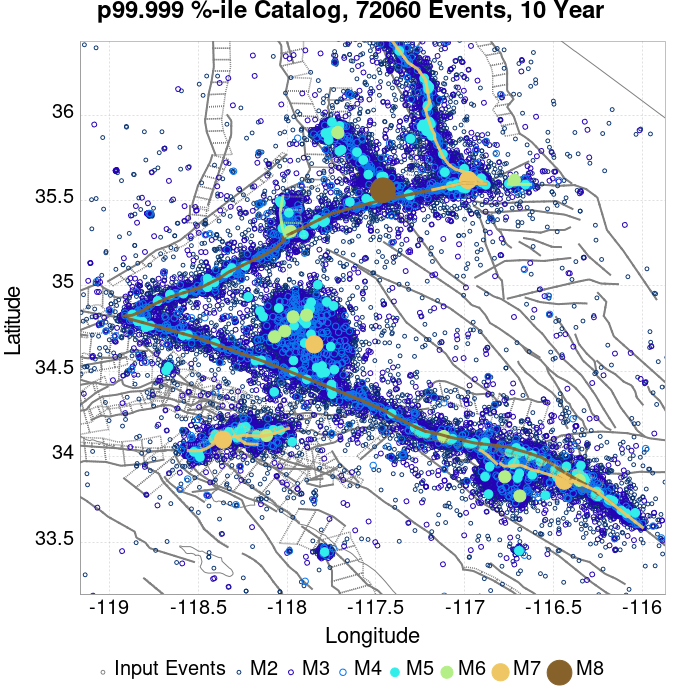 p99.999 %-ile Catalog, 72060 Events, 10 Year
36
35.5
35
34.5
34
33.5
Latitude
-119 -118.5 -118 -117.5 -117 -116.5 -116
Longitude
Input Events M2 M3 M4 M5 M6 M7 M8